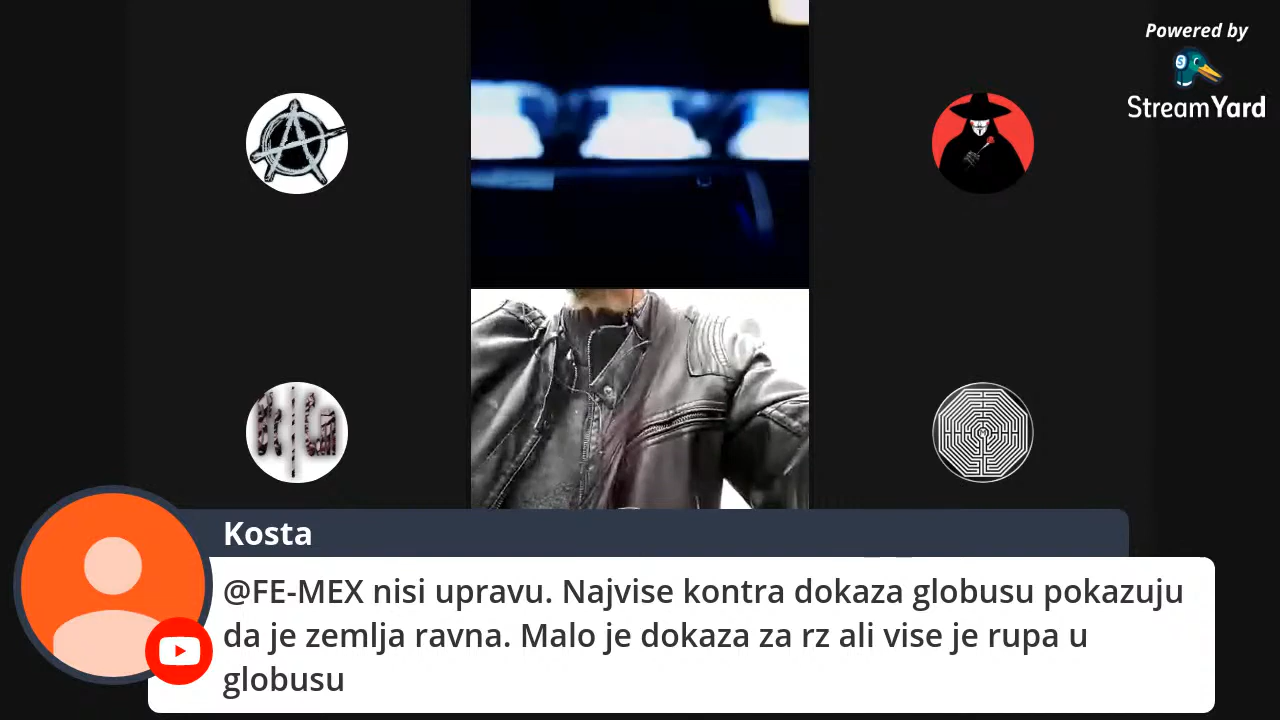 Powered by
StreamYard
Kosta
@FE-MEX nisi upravu. Najvise kontra dokaza globusu pokazuju
da je zemlja ravna. Malo je dokaza za rz ali vise je rupa u
globusu